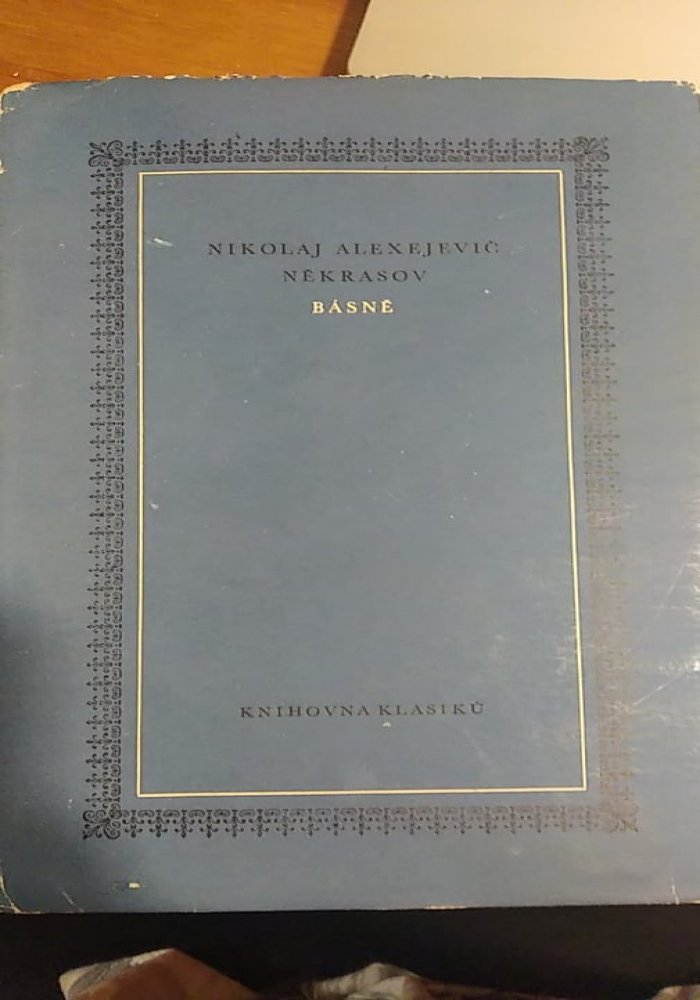 NIKOLAJ ALEXEJEVIČ
NĚKRASOV
BÁSNĚ
KNIHOVNA KLASIKŮ